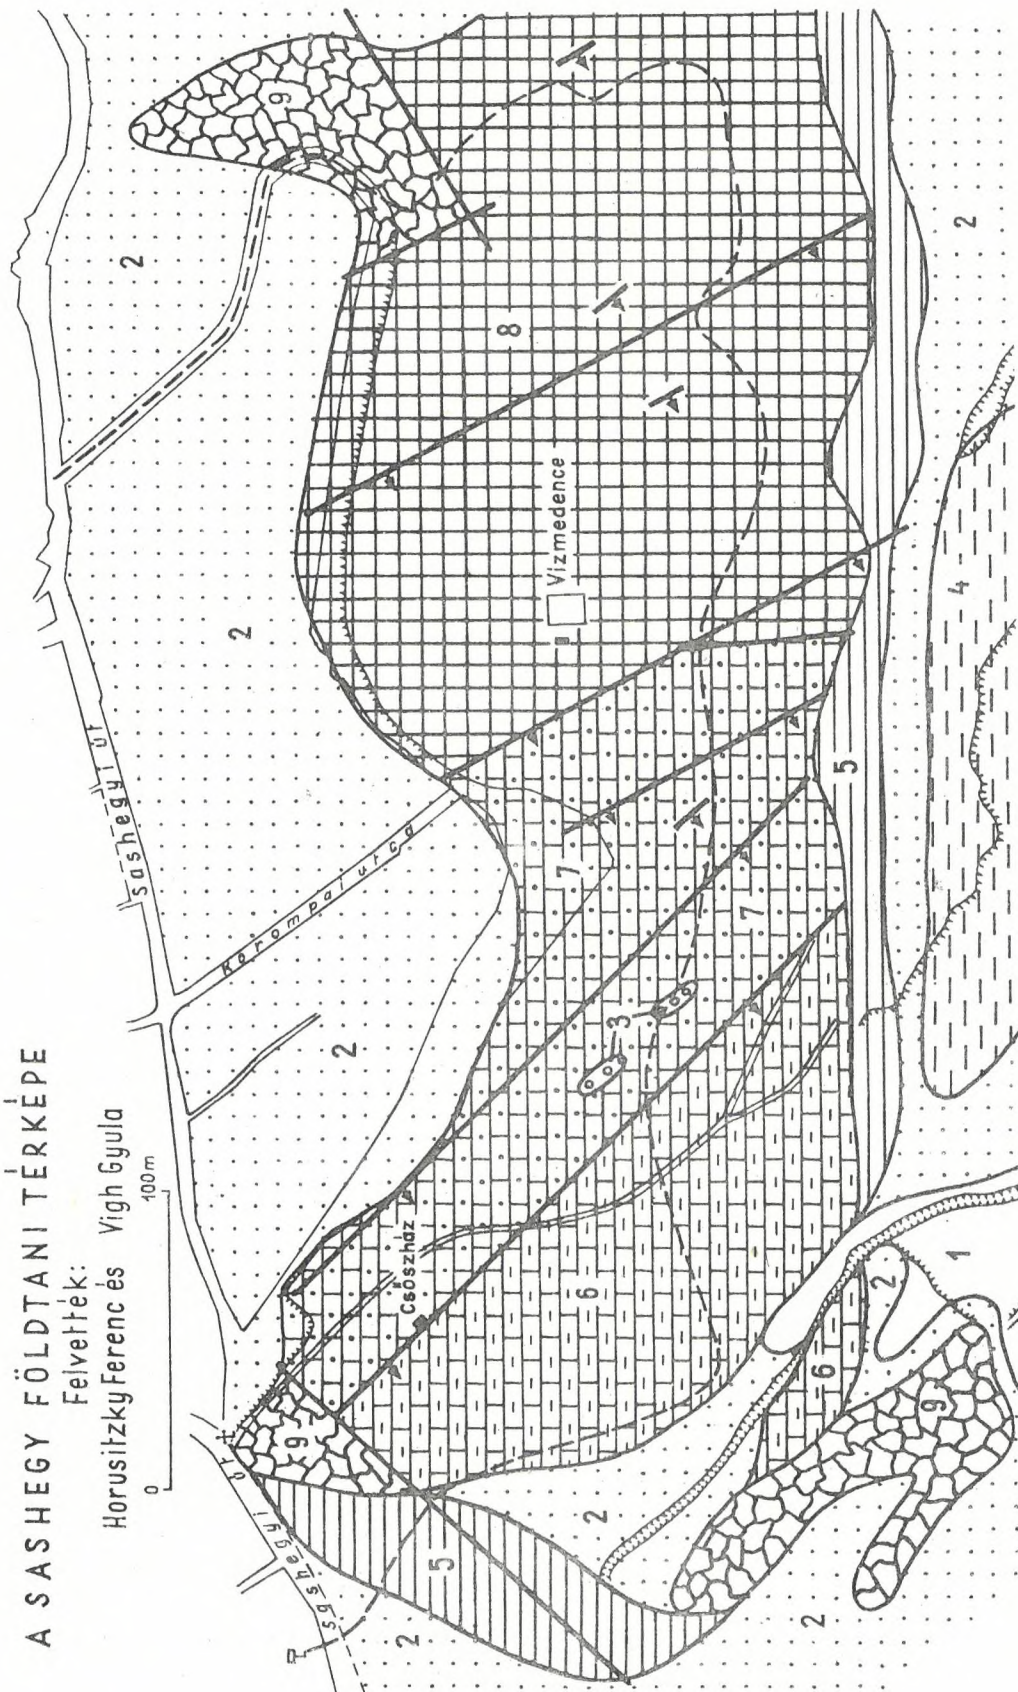 A SASHEGY FÖLDTANI TÉRKÉPE
Felvették:
Horusitzky Ferenc és Vigh Gyula
0 100m
Sashegyi út
Sashegyi út
Korompai utca
Csőszház
Vízmedence
9
2
2
2
8
2
4
5
7
7
3
6
9
5
2
2
2
6
2
1
9